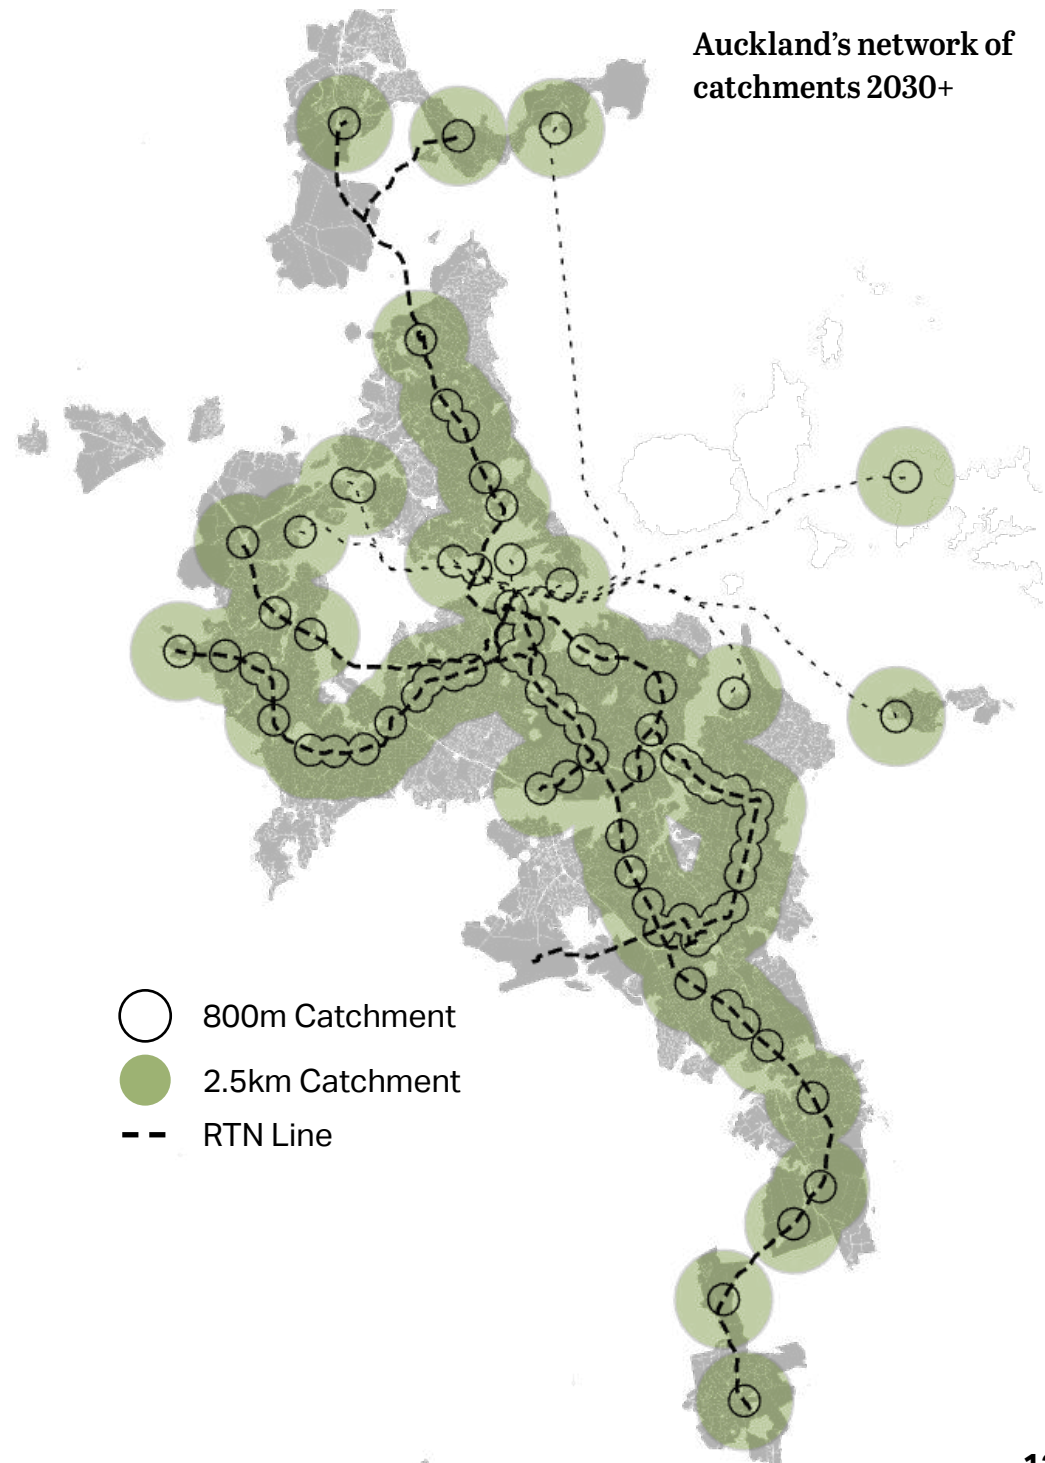 Auckland’s network of
catchments 2030+
800m Catchment
2.5km Catchment
RTN Line